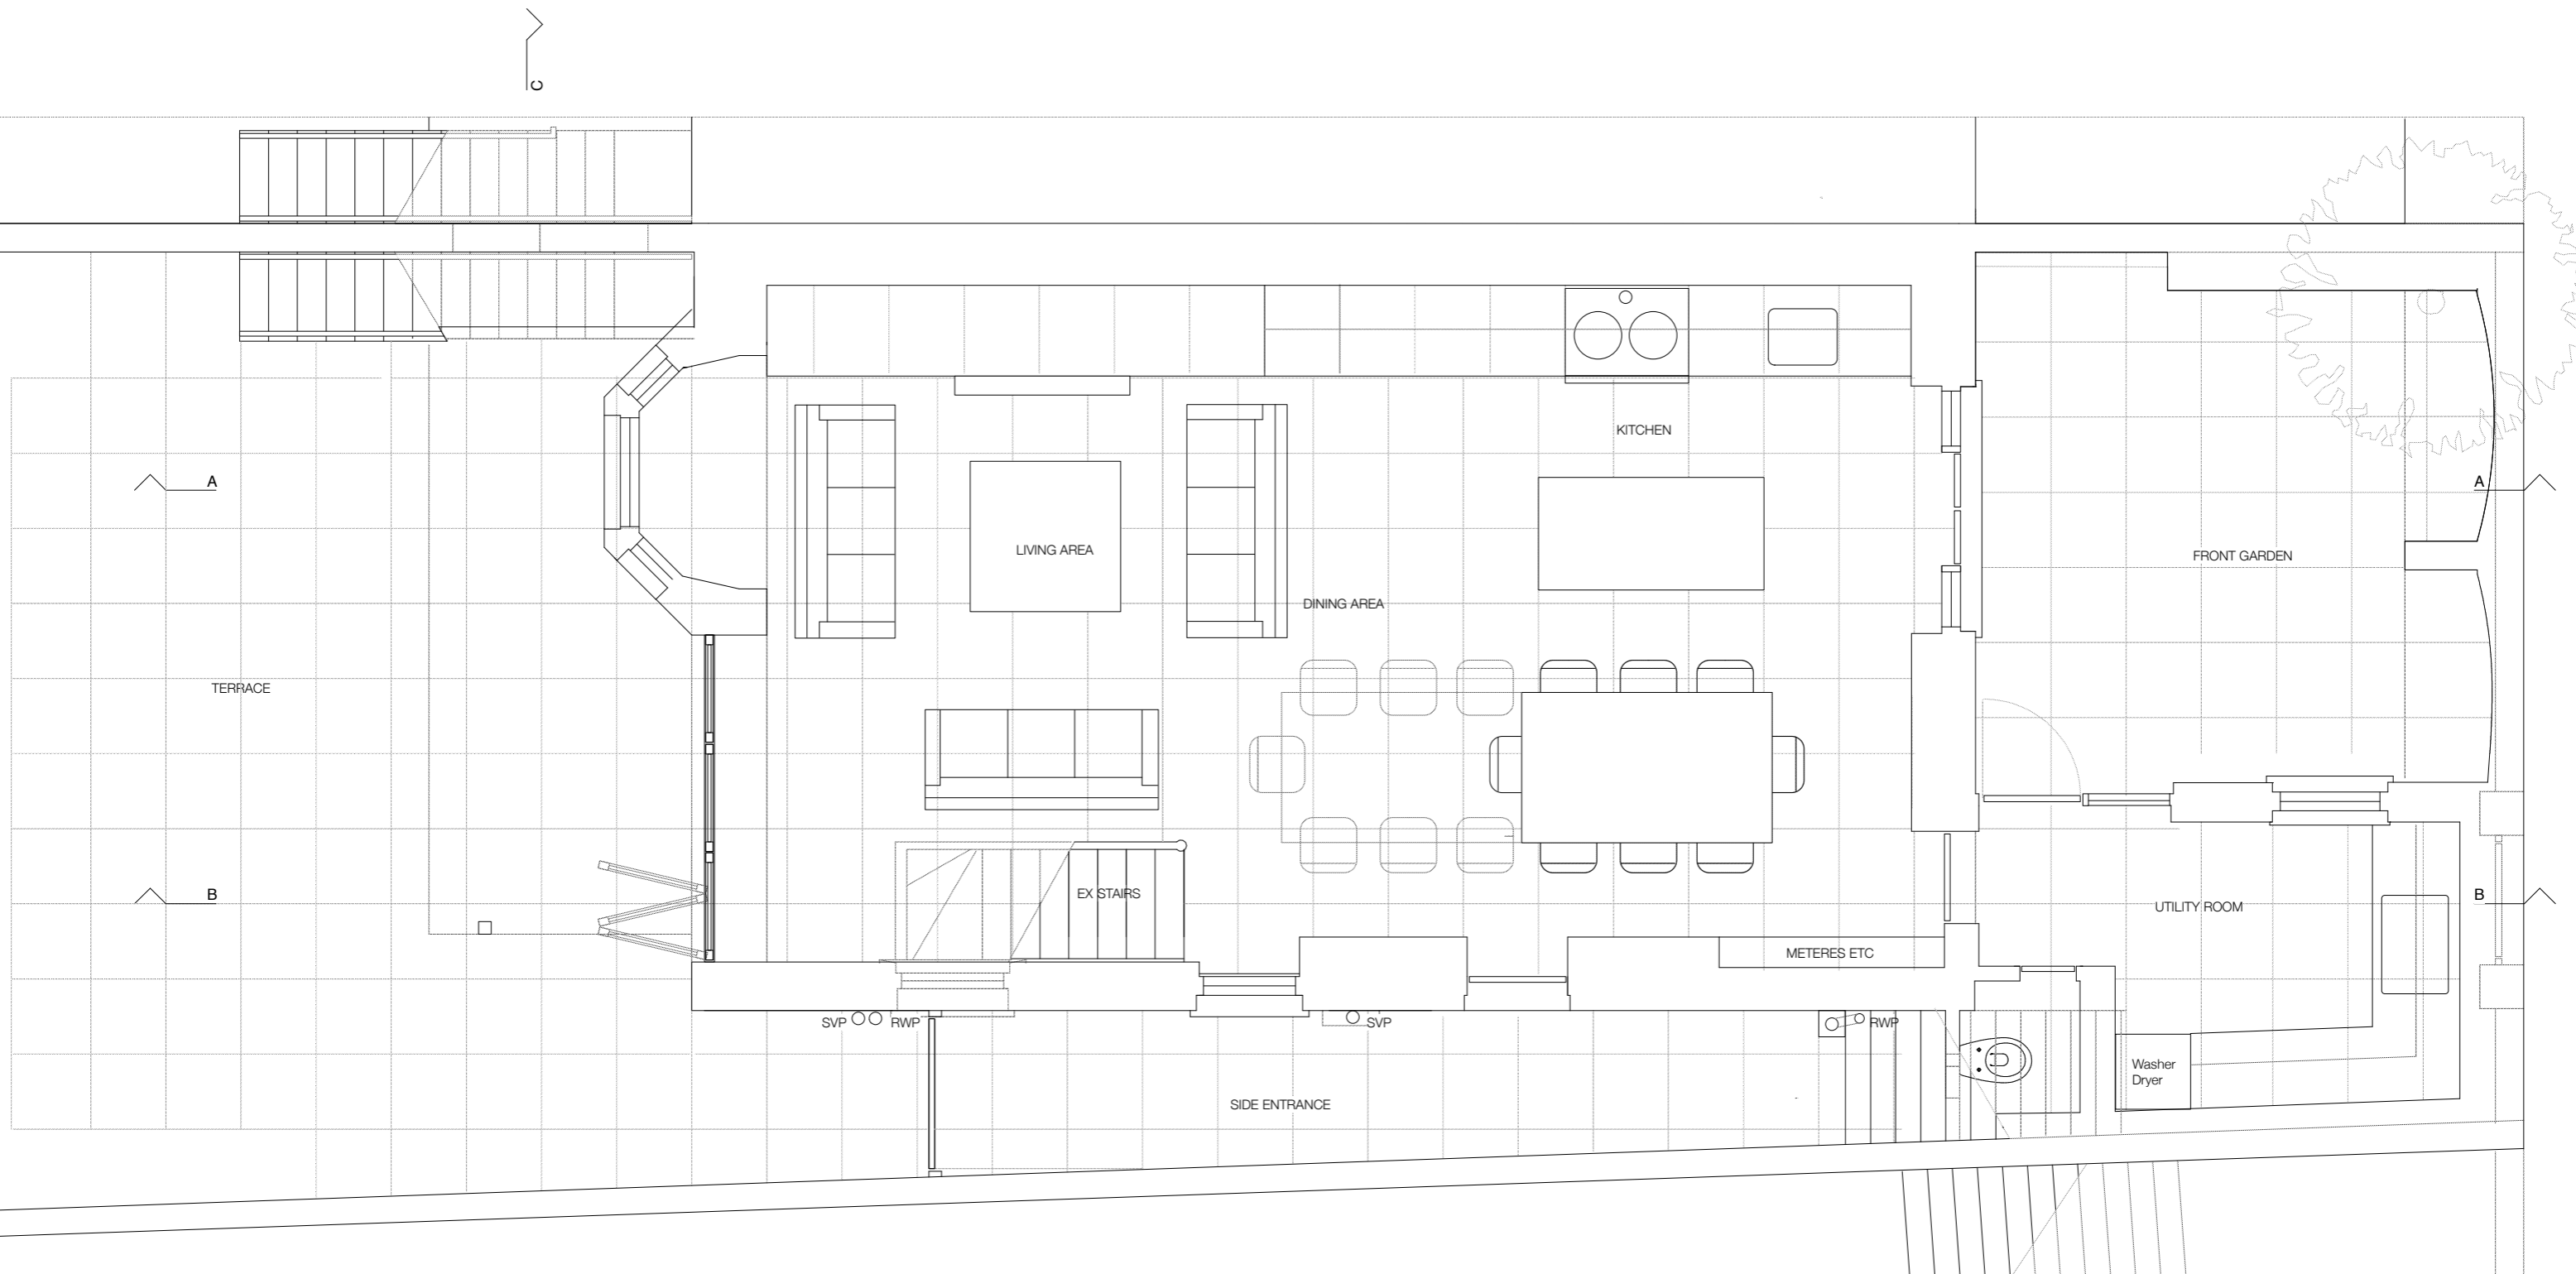 C
KITCHEN
A
A
LIVING AREA
FRONT GARDEN
DINING AREA
TERRACE
EX STAIRS
B
B
UTILITY ROOM
METERES ETC
SVP
RWP
SVP
RWP
Washer
Dryer
SIDE ENTRANCE